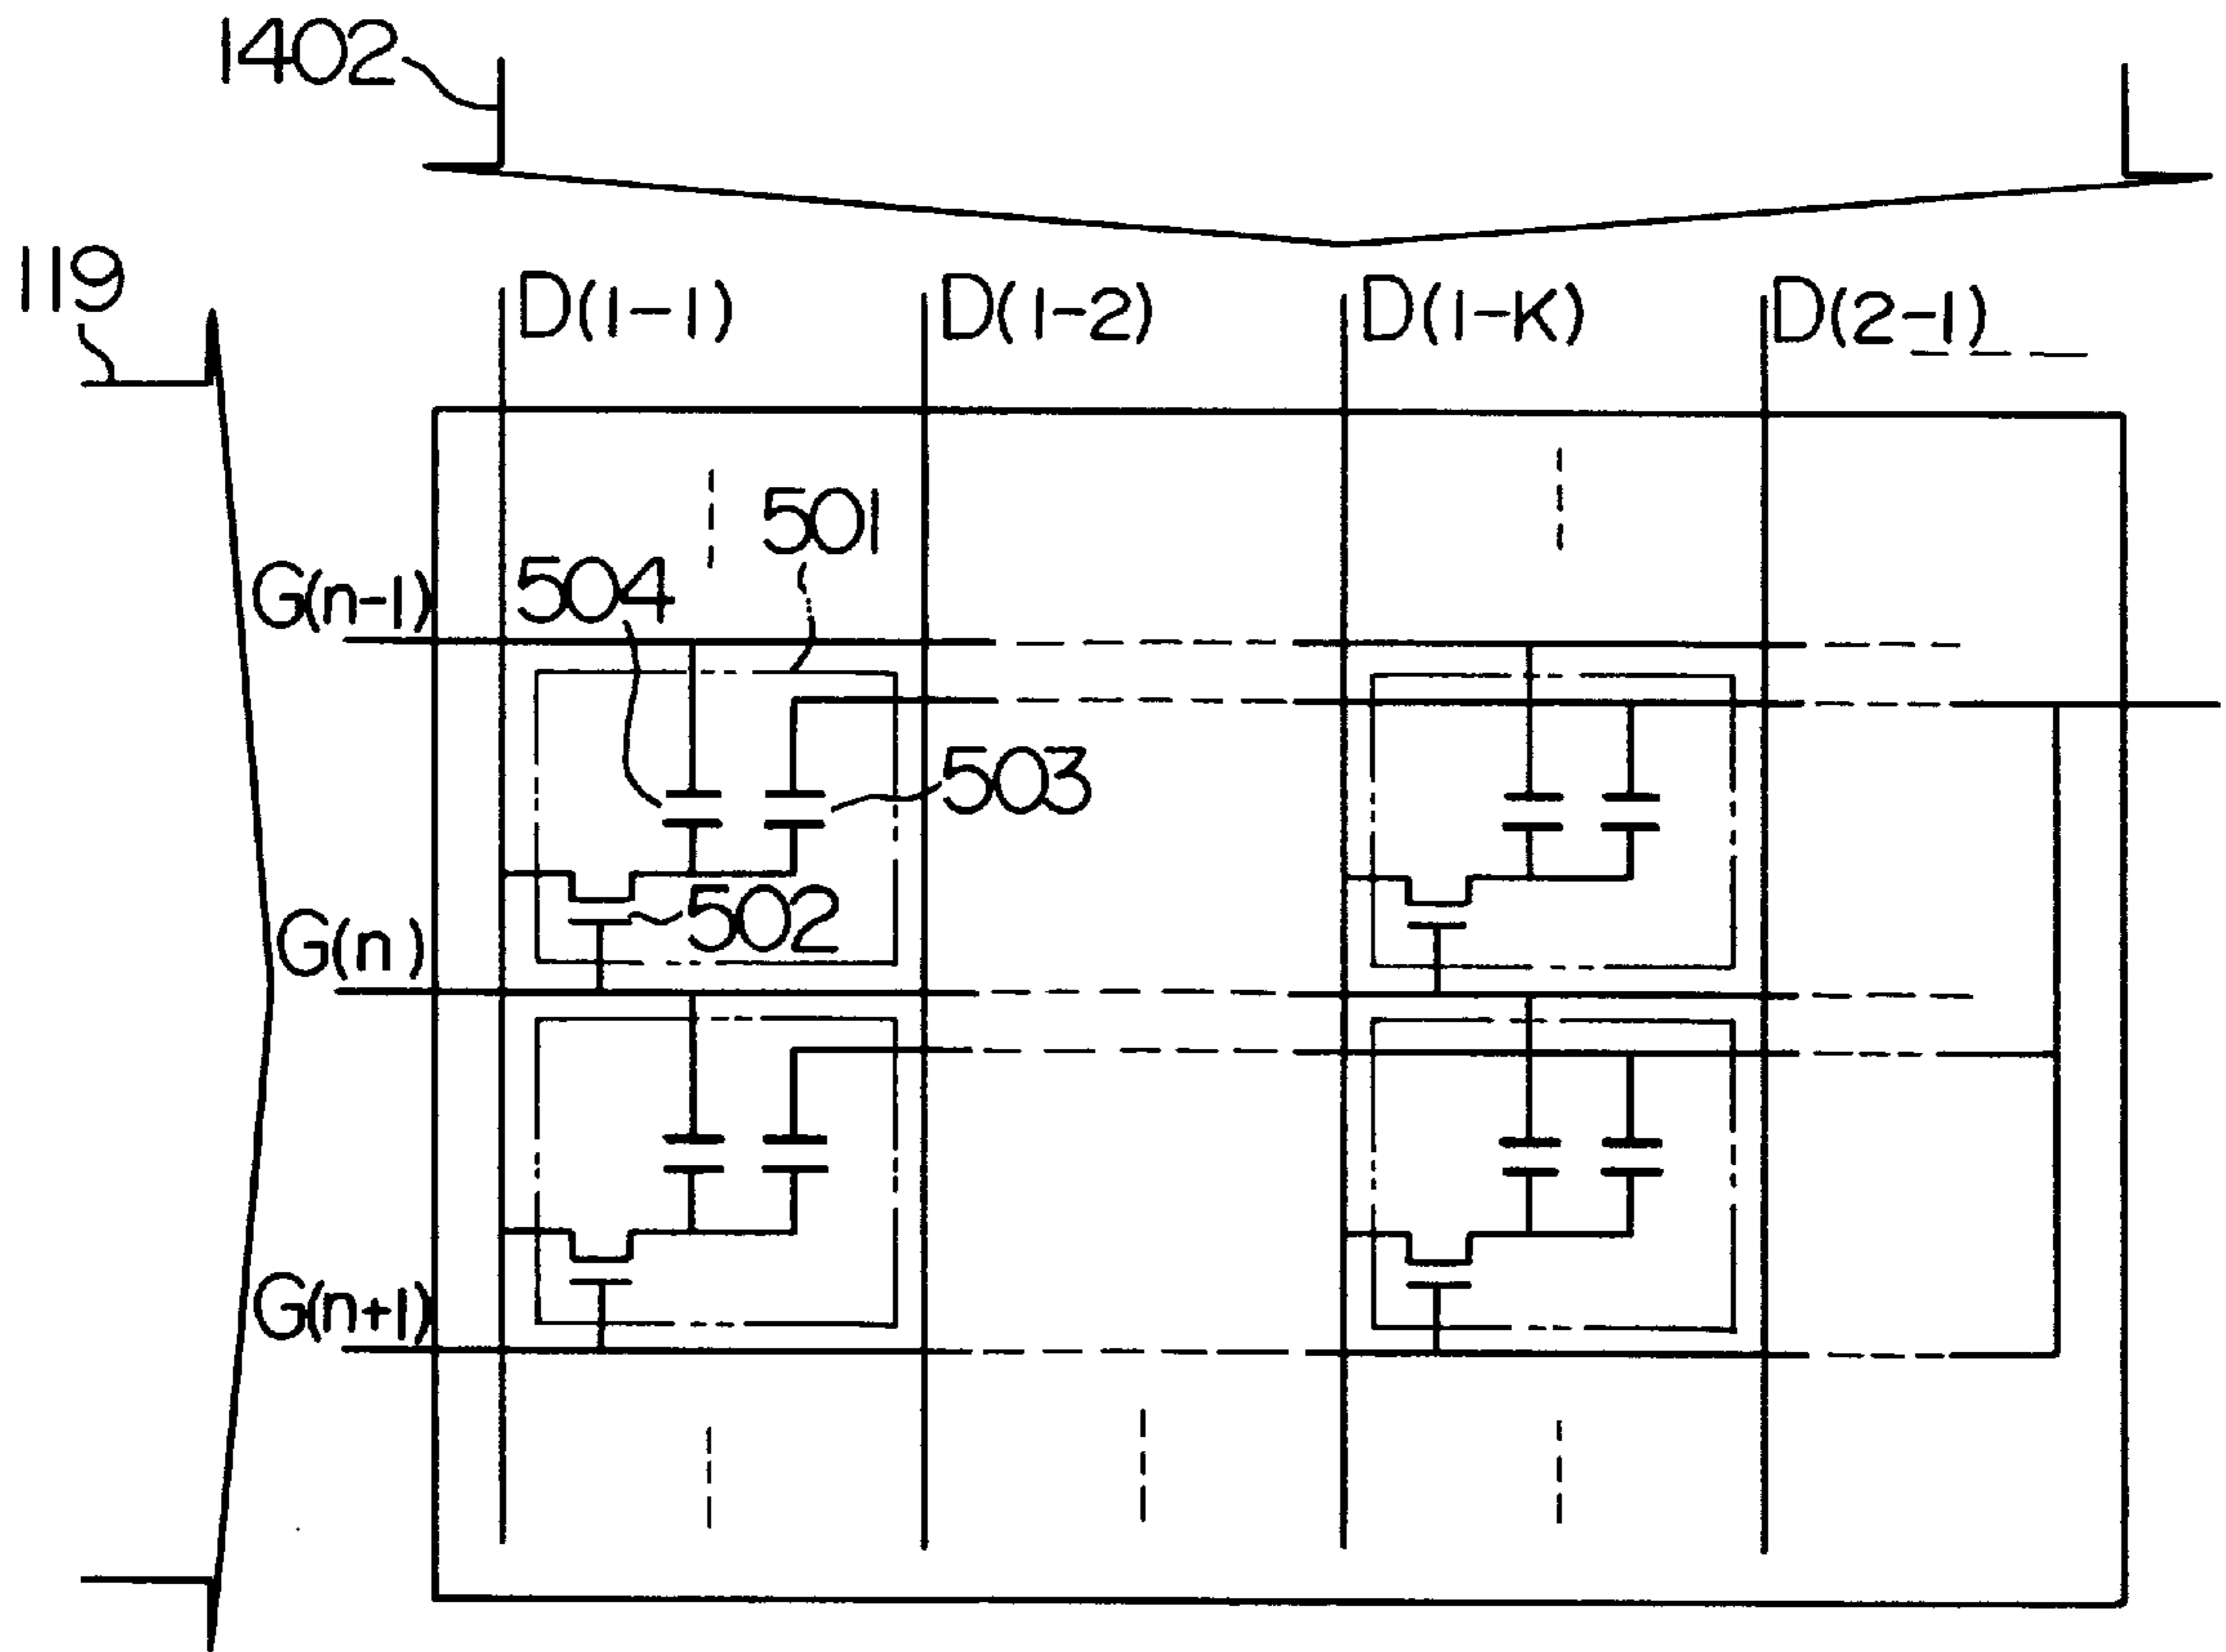 1402
119
D(1-1) D(1-2) D(1-K) D(2-1)
501
504
G(n-1)
503
502
G(n)
G(n+1)